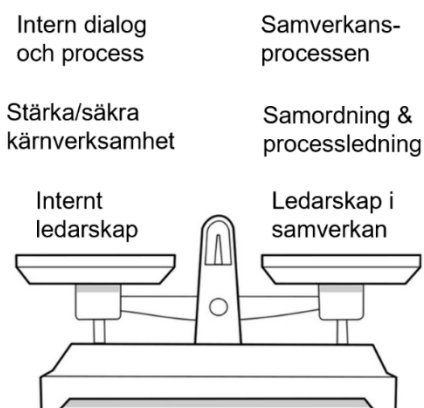 Intern dialog
och process
Samverkans-
processen
Stärka/säkra
kärnverksamhet
Samordning &
processledning
Internt
ledarskap
Ledarskap i
samverkan